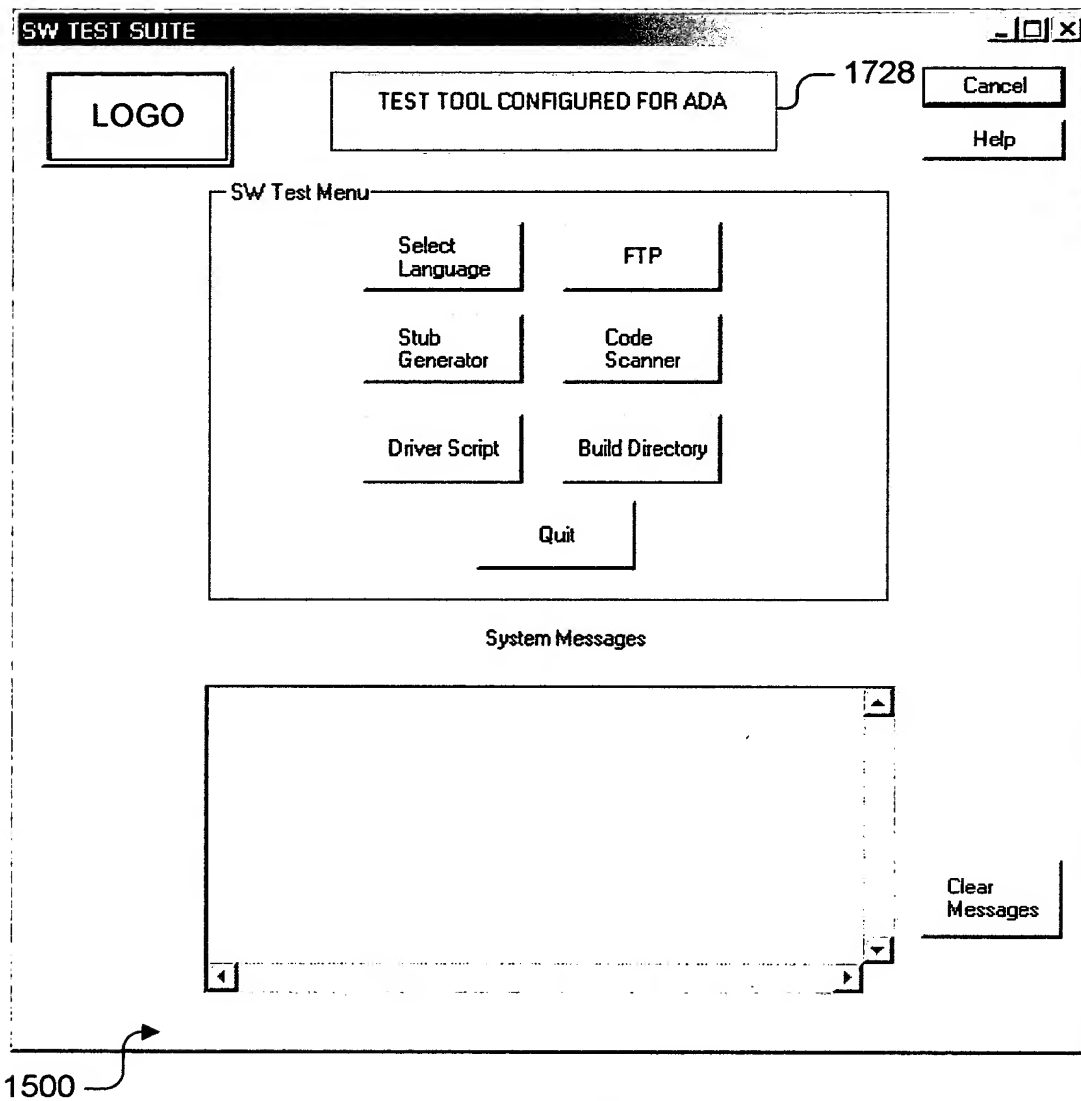 SW TEST SUITE
LOGO
TEST TOOL CONFIGURED FOR ADA
1728
Cancel
Help
SW Test Menu
Select
Language
FTP
Stub
Generator
Code
Scanner
Driver Script
Build Directory
Quit
System Messages
Clear
Messages
1500